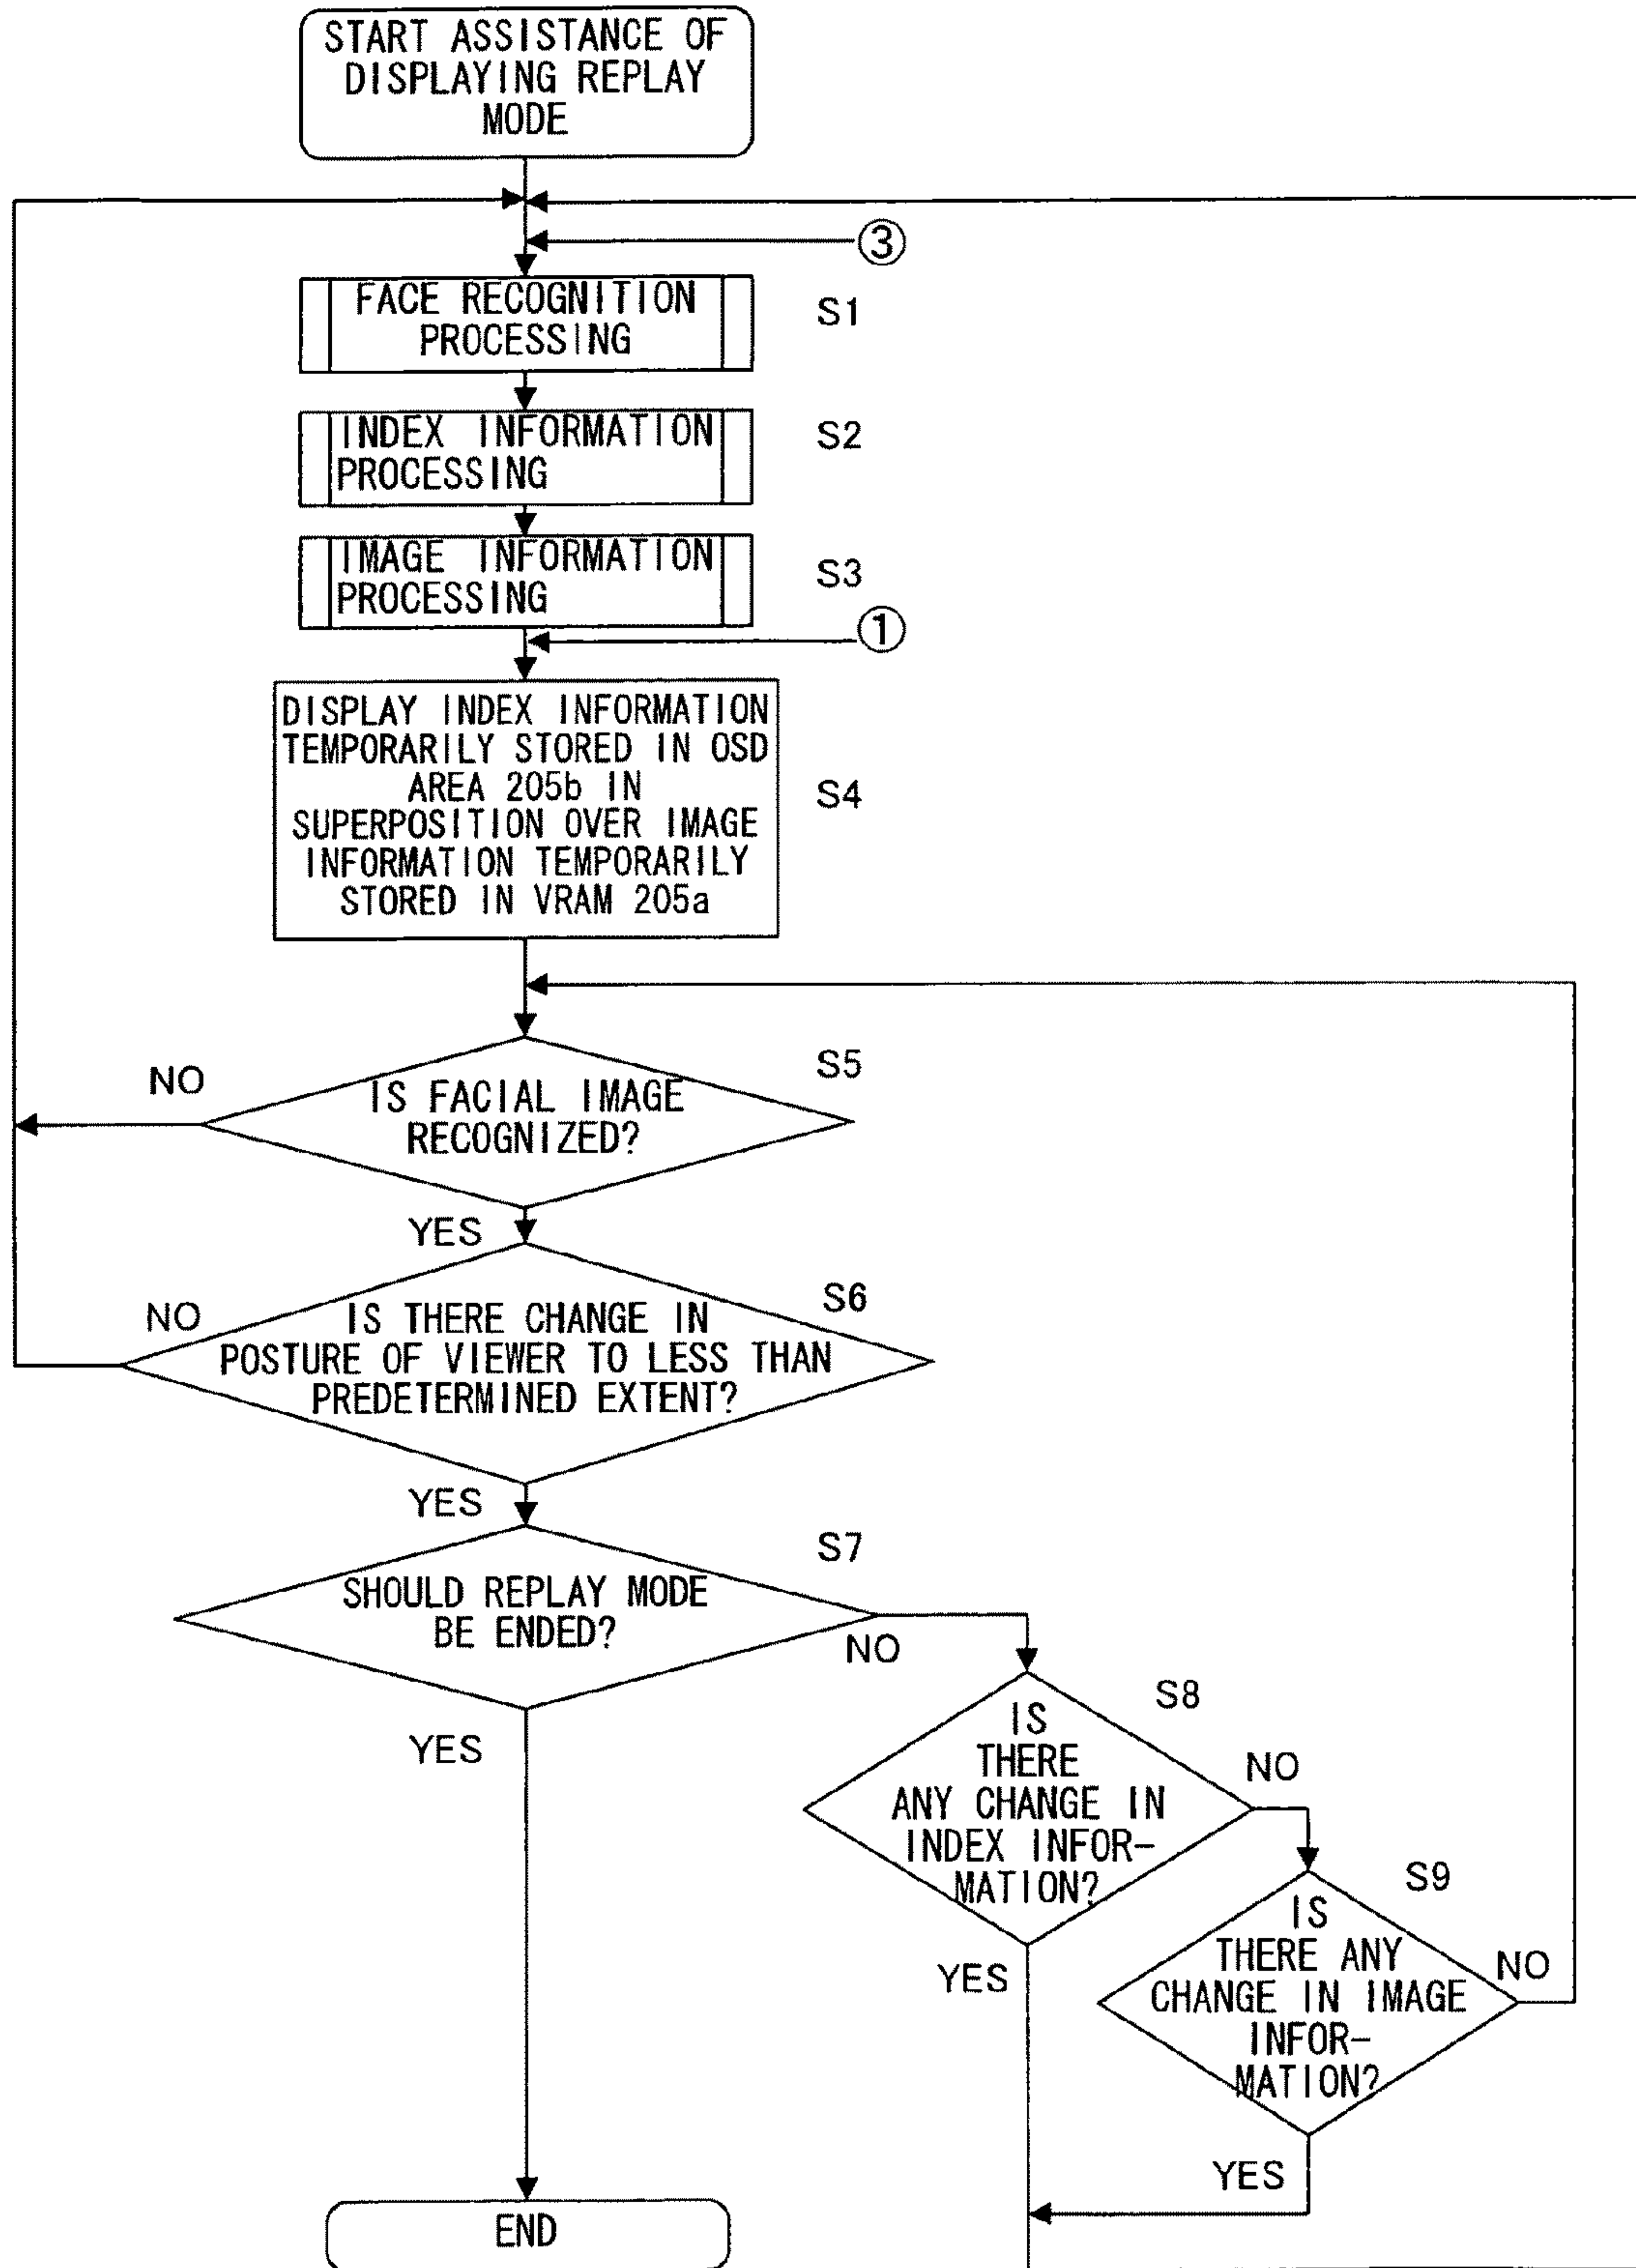 START ASSISTANCE OF
DISPLAYING REPLAY
MODE
③
FACE RECOGNITION
PROCESSING
S1
INDEX INFORMATION
PROCESSING
S2
IMAGE INFORMATION
PROCESSING
S3
①
DISPLAY INDEX INFORMATION
TEMPORARILY STORED IN OSD
AREA 205b IN
SUPERPOSITION OVER IMAGE
INFORMATION TEMPORARILY
STORED IN VRAM 205a
S4
NO
IS FACIAL IMAGE
RECOGNIZED?
S5
YES
NO
IS THERE CHANGE IN
POSTURE OF VIEWER TO LESS THAN
PREDETERMINED EXTENT?
S6
YES
SHOULD REPLAY MODE
BE ENDED?
S7
NO
YES
IS
THERE
ANY CHANGE IN
INDEX INFOR-
MATION?
S8
NO
YES
IS
THERE ANY
CHANGE IN IMAGE
INFOR-
MATION?
S9
NO
YES
END